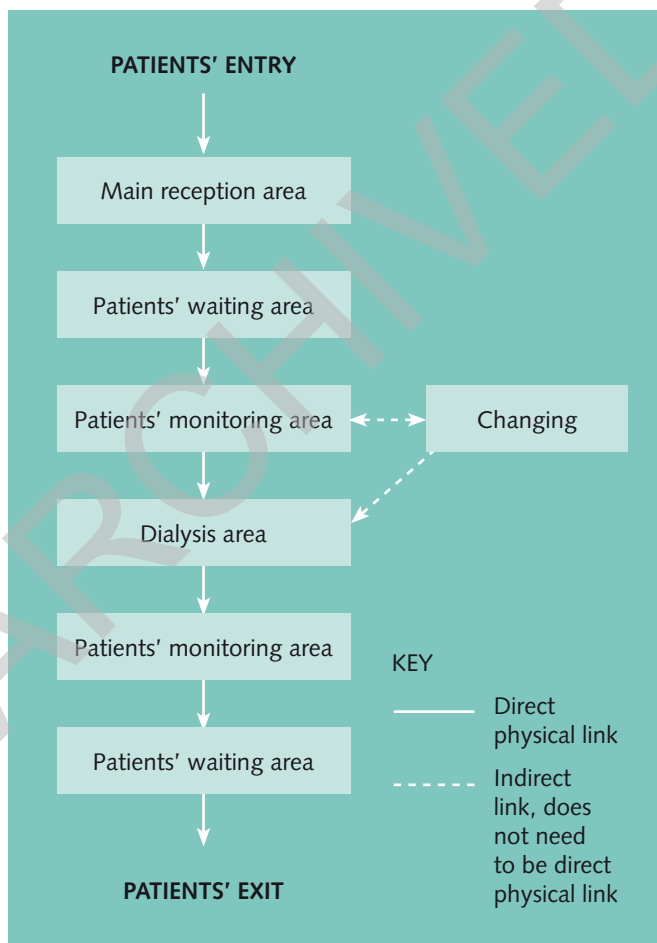 PATIENTS' ENTRY
Main reception area
Patients' waiting area
Patients' monitoring area
Changing
Dialysis area
Patients' monitoring area
Patients' waiting area
PATIENTS' EXIT
KEY
Direct
physical link
Indirect
link, does
not need
to be direct
physical link
ARCHIVED